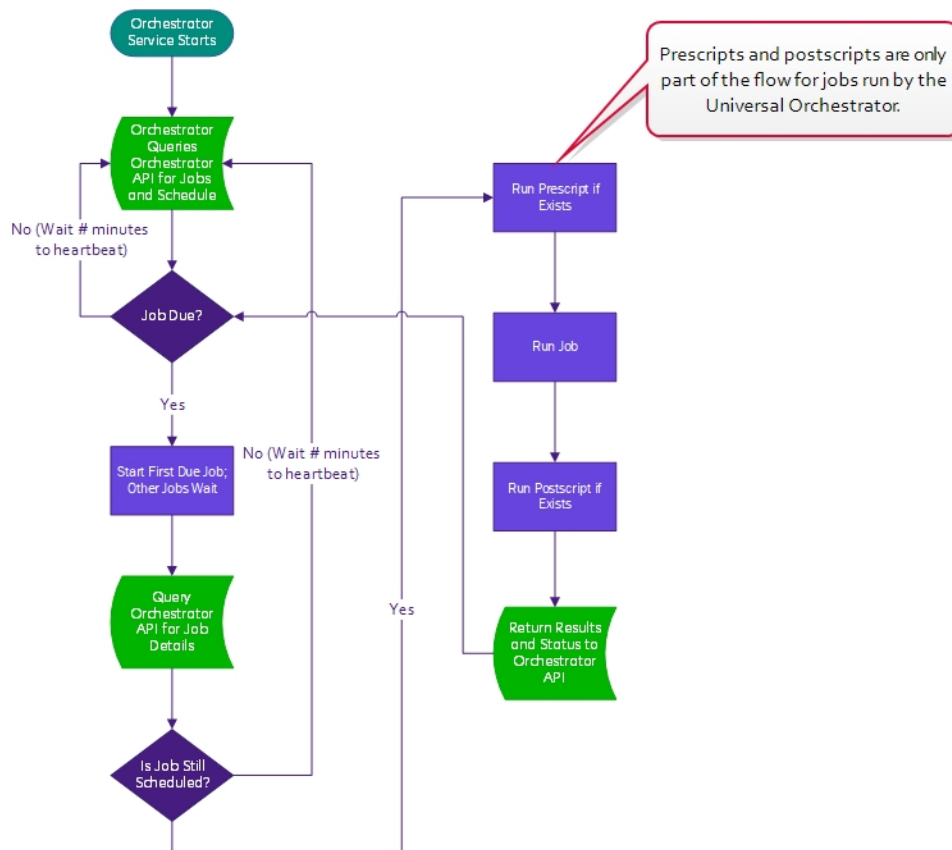 Orchestrator
Service Starts
Prescripts and postscripts are only
part of the flow for jobs run by the
Universal Orchestrator.
Orchestrator
Queries
Orchestrator
API for Jobs
and Schedule
No (Wait # minutes
to heartbeat)
Job Due?
Yes
Start First Due Job;
Other Jobs Wait
No (Wait # minutes
to heartbeat)
Query
Orchestrator
API for Job
Details
Is Job Still
Scheduled?
Yes
Run Prescript if
Exists
Run Job
Run Postscript if
Exists
Return Results
and Status to
Orchestrator
API